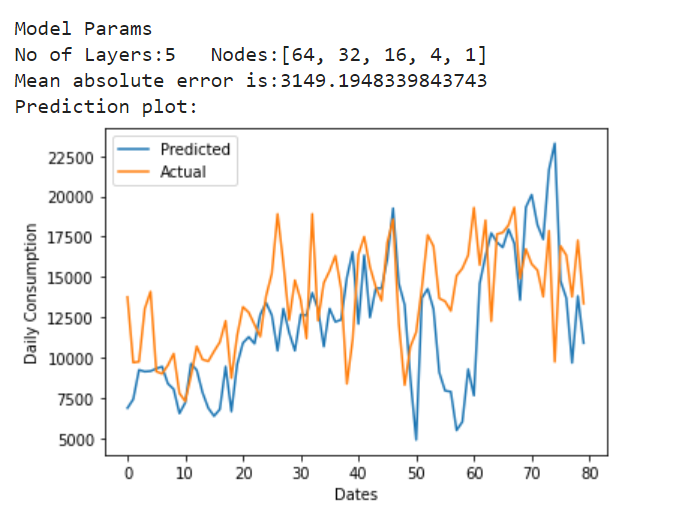 Model Params
No of Layers:5   Nodes:[64, 32, 16, 4, 1]
Mean absolute error is:3149.1948339843743
Prediction plot:
Predicted
Actual
22500
20000
17500
15000
12500
10000
7500
5000
Daily Consumption
0 10 20 30 40 50 60 70 80
Dates